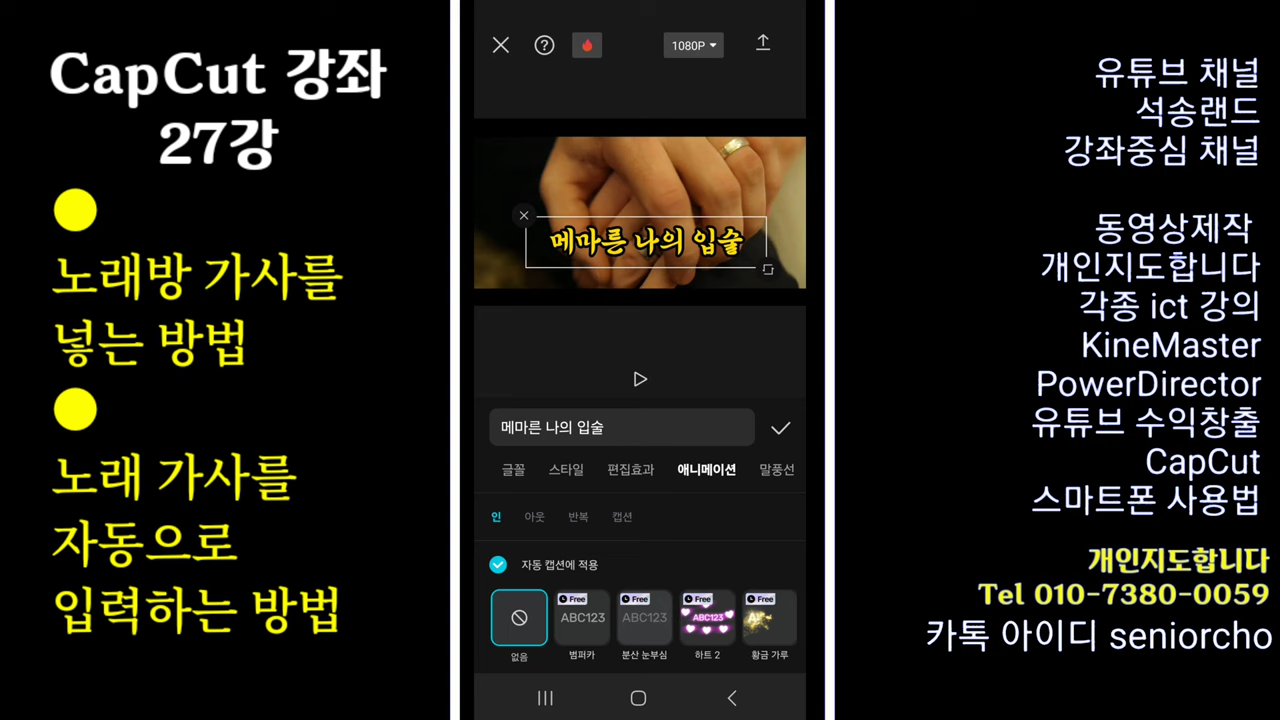 CapCut 강좌
27강
노래방 가사를
넣는 방법
노래 가사를
자동으로
입력하는 방법
1080P
메마른 나의 입술
메마른 나의 입술
글꼴 스타일 편집효과 애니메이션 말풍선
인 아웃 반복 캡션
자동 캡션에 적용
Free Free Free Free
ABC123 ABC123 ABC123
없음 범퍼카 분산 눈부심 하트 2 황금 가루
유튜브 채널
석송랜드
강좌중심 채널
동영상제작
개인지도합니다
각종 ict 강의
KineMaster
PowerDirector
유튜브 수익창출
CapCut
스마트폰 사용법
개인지도합니다
Tel 010-7380-0059
카톡 아이디 seniorcho